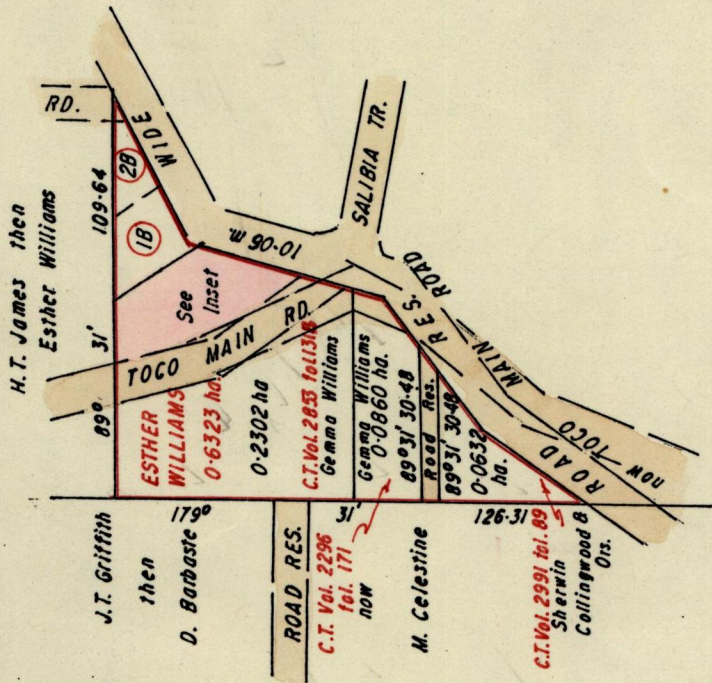 H.T. James then
Esther Williams
RD.
89° 31' 109·64
2B
1B
WIDE
10·06 m.
SALIBIA TR.
See
Inset
TOCO MAIN RD.
ESTHER
WILLIAMS
0·6323 ha.
0·2302 ha
C.T. Vol. 2853 fol.
Gemma Williams
Gemma Williams
0·0860 ha.
89°31' 30·48
Road Res.
89°31' 30·48
0·0632
ha.
RES. ROAD
MAIN
ROAD
now TOCO
J.T. Griffith
then
D. Barbaste
179° 31' 126·31
ROAD RES.
C.T. Vol. 2296
fol. 171
now
M. Celestine
C.T. Vol. 2991 fol. 89
Sherwin
Collingwood &
Ors.